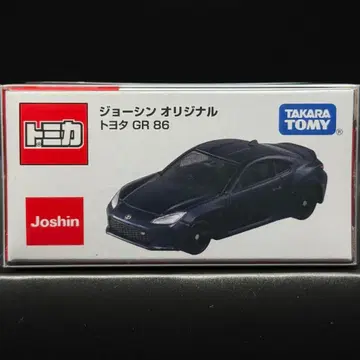 トミカ
ジョーシン オリジナル
トヨタ GR 86
TAKARA
TOMY
Joshin